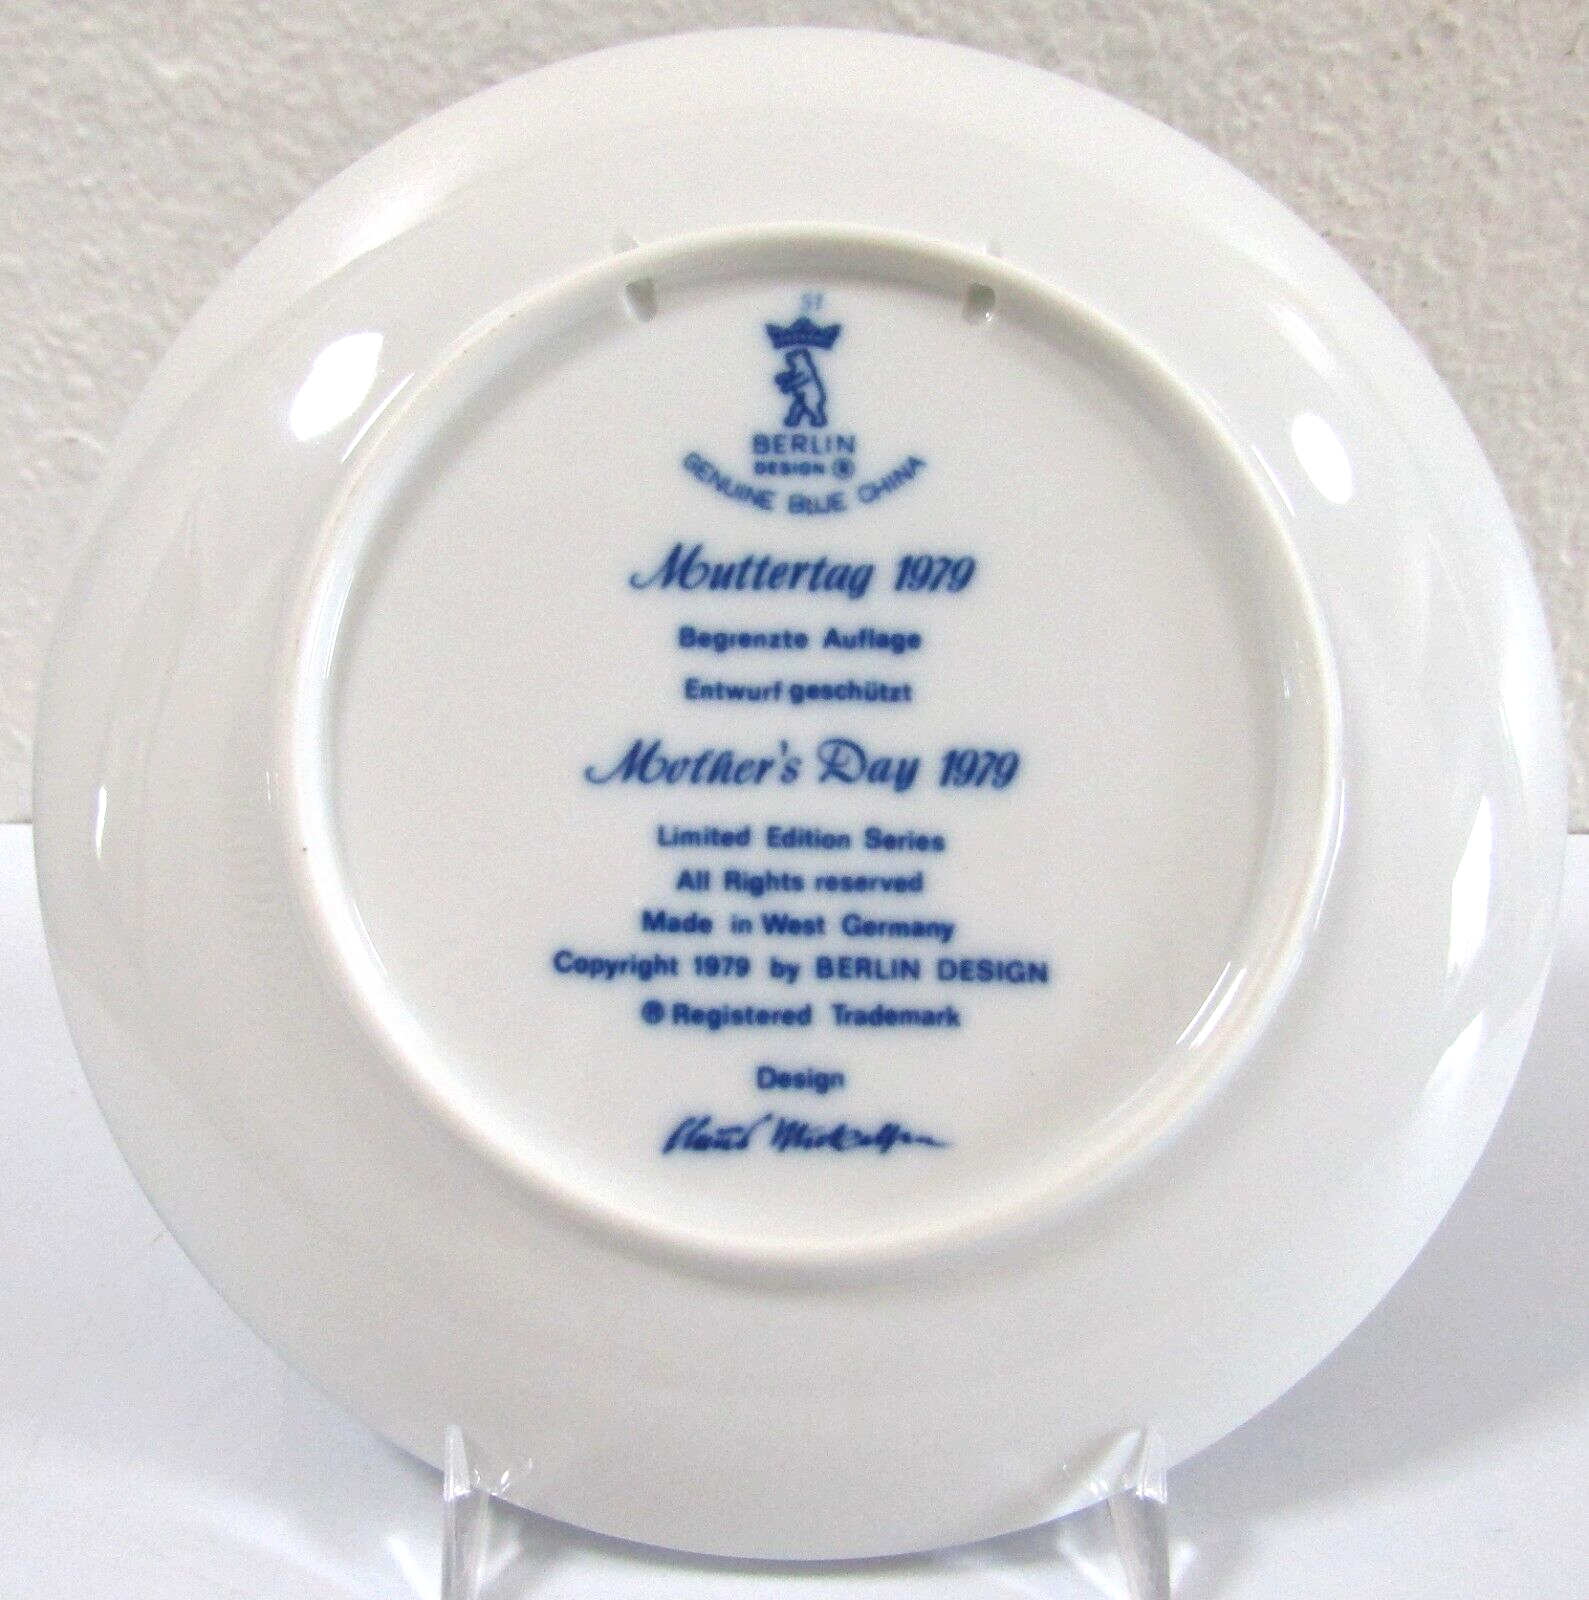 51
BERLIN
DESIGN ®
GENUINE BLUE CHINA
Muttertag 1979
Begrenzte Auflage
Entwurf geschützt
Mother's Day 1979
Limited Edition Series
All Rights reserved
Made in West Germany
Copyright 1979 by BERLIN DESIGN
® Registered Trademark
Design